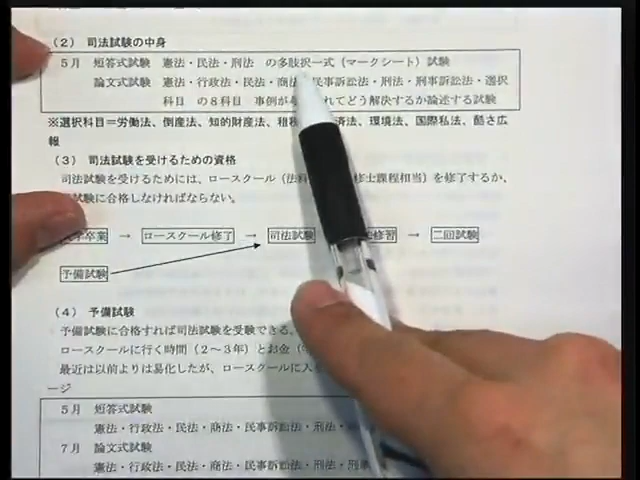 (2) 司法試験の中身
5月 短答式試験 憲法・民法・刑法 の多肢択一式(マークシート)試験
論文式試験 憲法・行政法・民法・商法 民事訴訟法・刑法・刑事訴訟法・選択
科目 の8科目 事例が れてどう解決するか論述する試験
※選択科目=労働法、倒産法、知的財産法、租 済法、環境法、国際私法、酷さ広
報
(3) 司法試験を受けるための資格
司法試験を受けるためには、ロースクール(法科 修士課程相当)を修了するか、
試験に合格しなければならない。
卒業 → ロースクール修了 → 司法試験 修習 → 二回試験
予備試験
(4) 予備試験
予備試験に合格すれば司法試験を受験できる。
ロースクールに行く時間(2~3年)とお金(
最近は以前よりは易化したが、ロースクールに入
ージ
5月 短答式試験
憲法・行政法・民法・商法・民事訴訟法・刑法・
7月 論文式試験
憲法・行政法・民法・商法・民事訴訟法・刑法・刑事